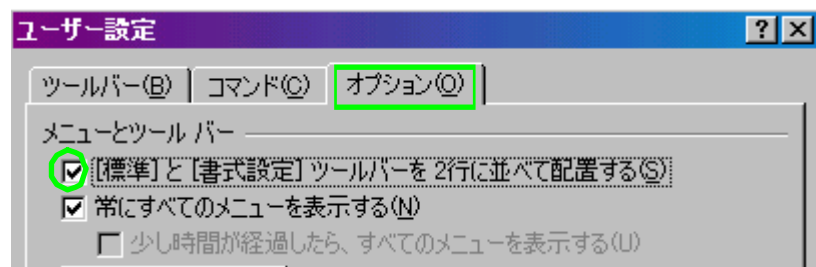 ユーザー設定
ツールバー(B) コマンド(C) オプション(O)
メニューとツール バー
[標準] と [書式設定] ツールバーを 2行に並べて配置する(S)
常にすべてのメニューを表示する(N)
少し時間が経過したら、すべてのメニューを表示する(U)